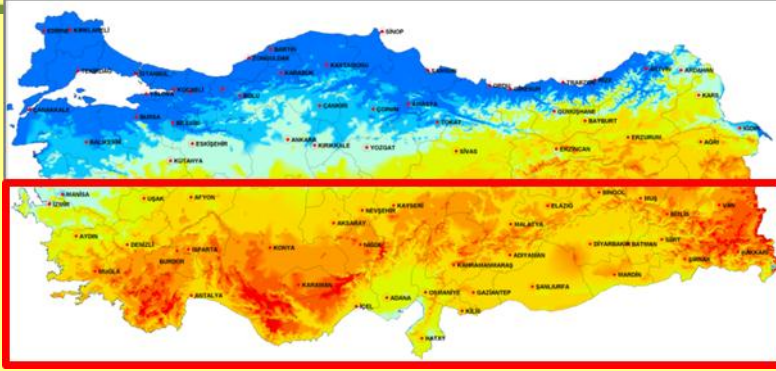 EDİRNE KIRKLARELİ SİNOP
BARTIN
ZONGULDAK
TEKİRDAĞ İSTANBUL KARABÜK KASTAMONU SAMSUN ARTVİN ARDAHAN
KOCAELİ ORDU GİRESUN TRABZON RİZE
YALOVA BOLU KARS
ÇANAKKALE ÇANKIRI ÇORUM AMASYA GÜMÜŞHANE
BURSA BİLECİK TOKAT BAYBURT IĞDIR
BALIKESİR ESKİŞEHİR ANKARA KIRIKKALE YOZGAT SİVAS ERZİNCAN ERZURUM AĞRI
KÜTAHYA
MANİSA UŞAK AFYON BİNGÖL MUŞ VAN
İZMİR NEVŞEHİR KAYSERİ ELAZIĞ BİTLİS
AKSARAY MALATYA
AYDIN DENİZLİ ISPARTA KONYA NİĞDE DİYARBAKIR BATMAN SİİRT
BURDUR ADIYAMAN ŞIRNAK HAKKARİ
MUĞLA KAHRAMANMARAŞ MARDİN
KARAMAN ŞANLIURFA
ANTALYA İÇEL ADANA OSMANİYE GAZİANTEP
KİLİS
HATAY